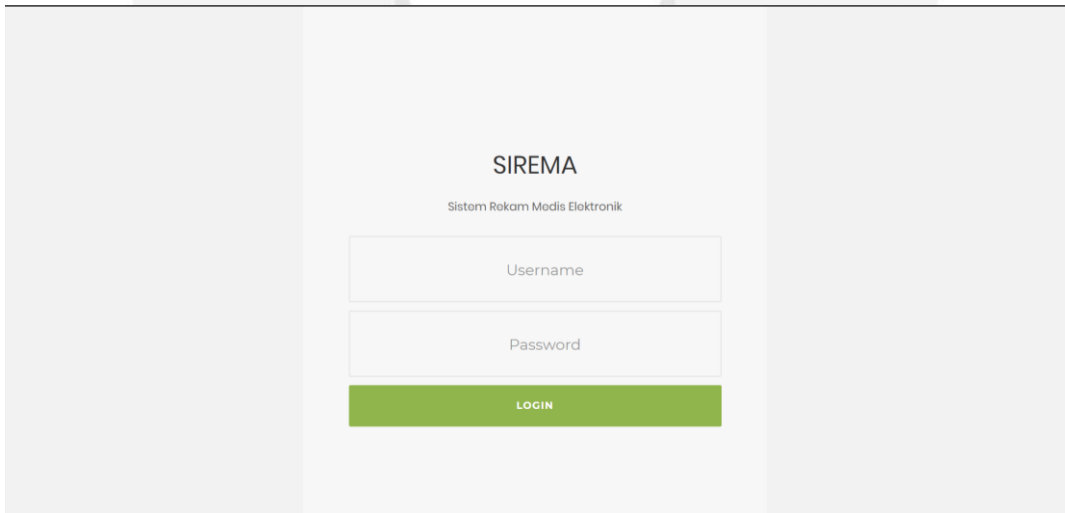 SIREMA
Sistem Rekam Medis Elektronik
Username
Password
LOGIN